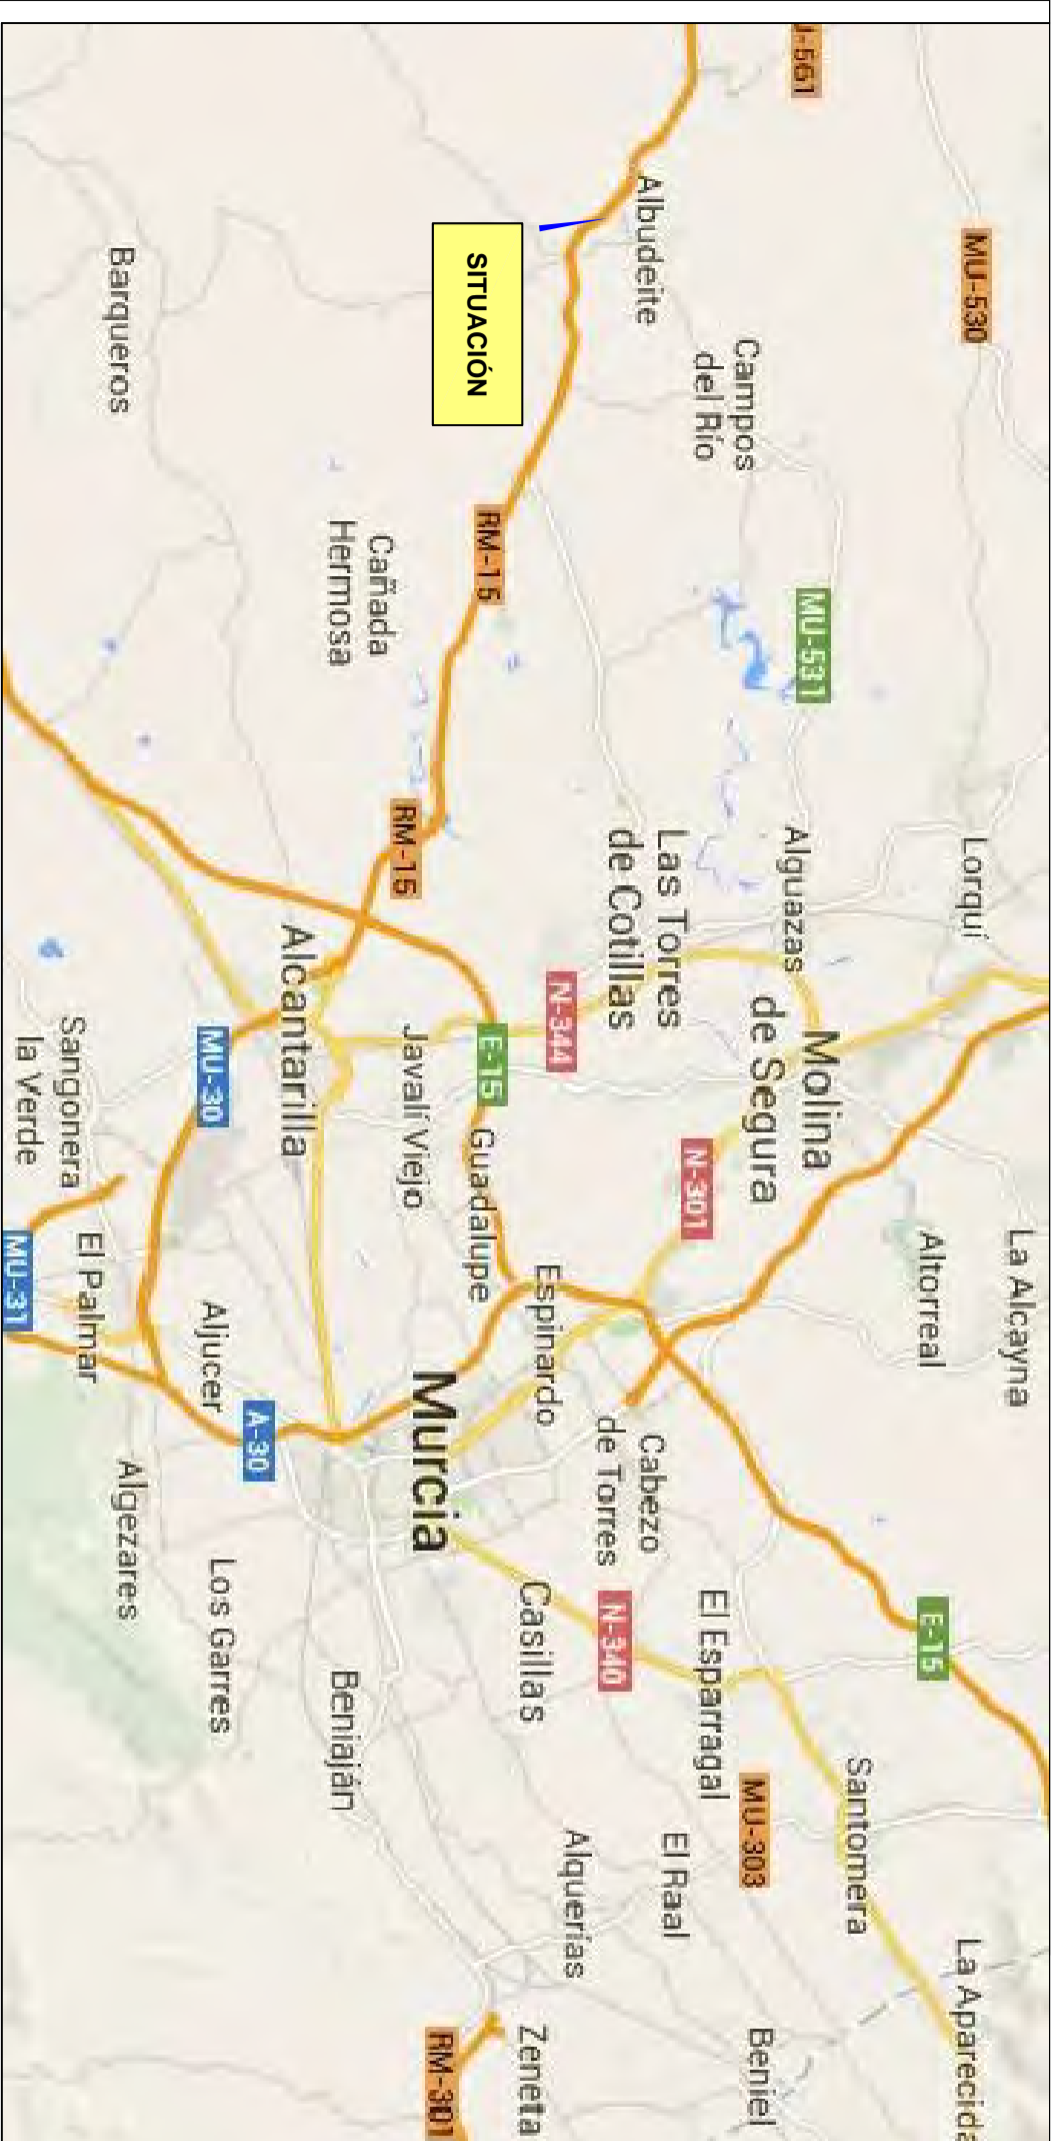 MU-530
La Alcayna
Lorquí
Altorreal
E-15
La Aparecida
Santomera
MU-531
Alguazas
Molina
de Segura
Campos
del Río
El Esparragal
MU-303
Beniel
N-301
Albudeite
Las Torres
de Cotillas
Cabezo
de Torres
N-340
El Raal
N-344
Espinardo
Casillas
Alquerías
Zeneta
SITUACIÓN
RM-15
E-15
Guadalupe
RM-15
Javalí Viejo
Murcia
RM-301
Cañada
Hermosa
Alcantarilla
Beniaján
MU-30
Aljucer
A-30
Los Garres
Barqueros
Sangonera
la Verde
El Palmar
Algezares
MU-31